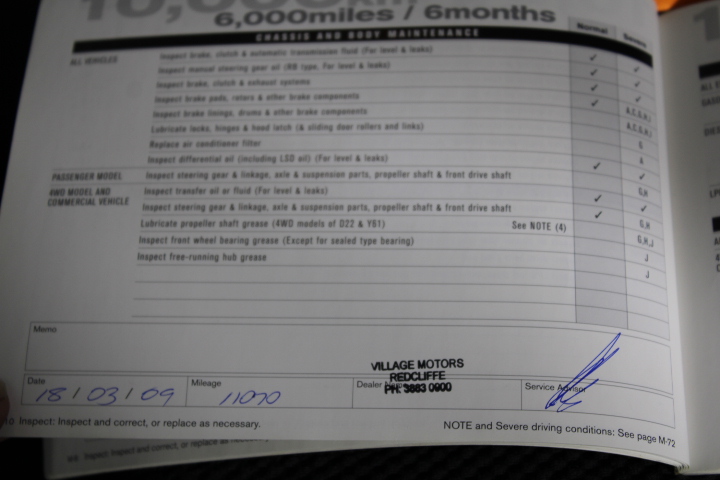 10,000km
6,000miles / 6months
CHASSIS AND BODY MAINTENANCE
Normal Severe
ALL VEHICLES
Inspect brake, clutch & automatic transmission fluid (For level & leaks) ✓ ✓
Inspect manual steering gear oil (RB type. For level & leaks) ✓ ✓
Inspect brake, clutch & exhaust systems ✓ ✓
Inspect brake pads, rotors & other brake components ✓ A,C,G,H,I
Inspect brake linings, drums & other brake components A,C,G,H,I
Lubricate locks, hinges & hood latch (& sliding door rollers and links) G
Replace air conditioner filter A
Inspect differential oil (including LSD oil) (For level & leaks) ✓ ✓
PASSENGER MODEL Inspect steering gear & linkage, axle & suspension parts, propeller shaft & front drive shaft G,H
4WD MODEL AND Inspect transfer oil or fluid (For level & leaks) ✓ ✓
COMMERCIAL VEHICLE Inspect steering gear & linkage, axle & suspension parts, propeller shaft & front drive shaft ✓ G,H
Lubricate propeller shaft grease (4WD models of D22 & Y61) See NOTE (4) G,H,J
Inspect front wheel bearing grease (Except for sealed type bearing) J
Inspect free-running hub grease J
Memo
VILLAGE MOTORS
REDCLIFFE
PH: 3883 0900
Date 18 / 03 / 09 Mileage 11070 Dealer Service Advisor
Inspect: Inspect and correct, or replace as necessary.
NOTE and Severe driving conditions: See page M-72